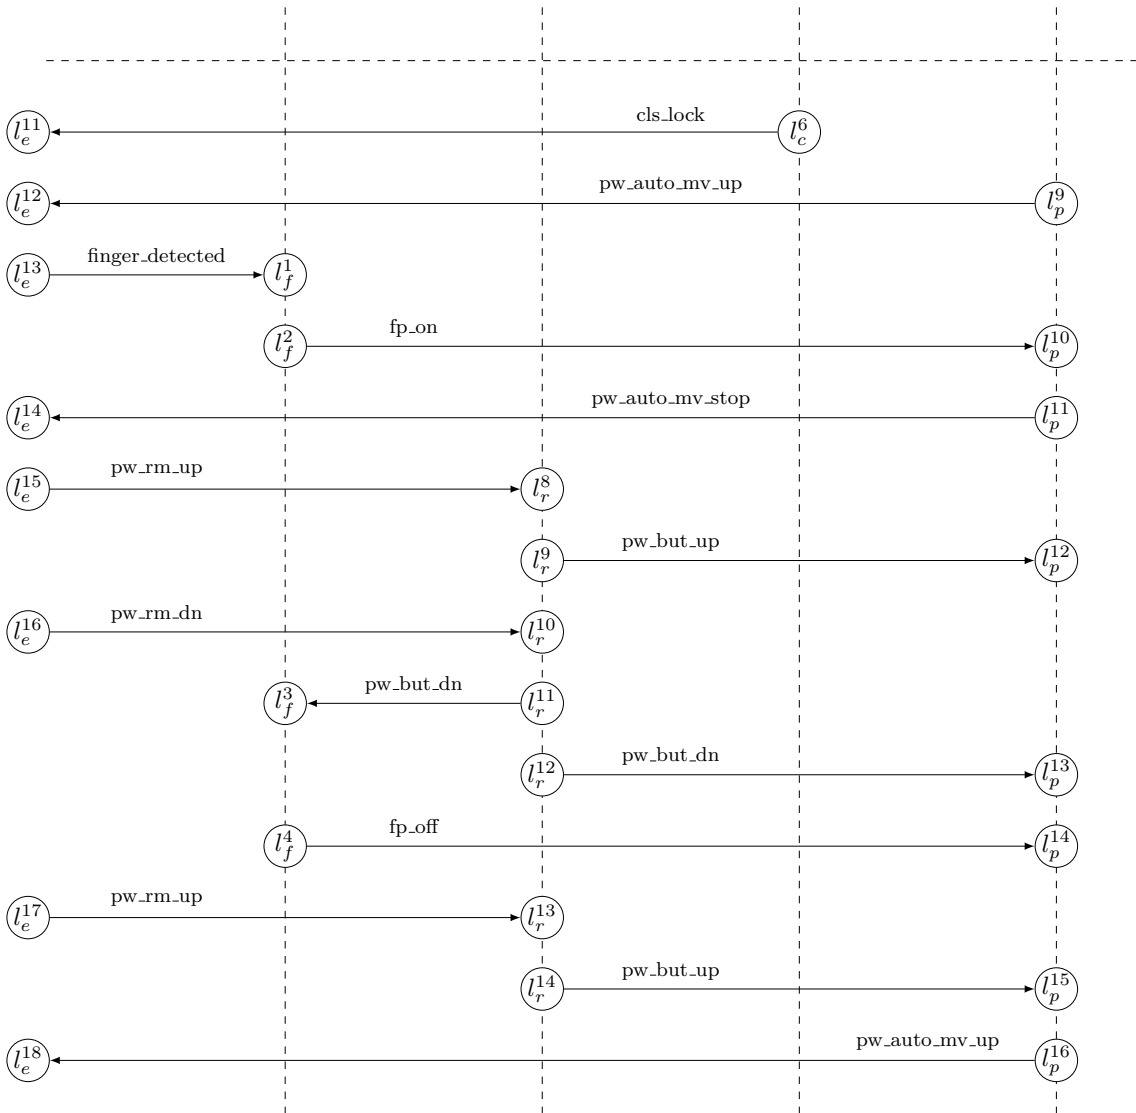 l_e^{11} cls_lock l_c^6
l_e^{12} pw_auto_mv_up l_p^9
l_e^{13} finger_detected l_f^1
l_f^2 fp_on l_p^{10}
l_e^{14} pw_auto_mv_stop l_p^{11}
l_e^{15} pw_rm_up l_r^8
l_r^9 pw_but_up l_p^{12}
l_e^{16} pw_rm_dn l_r^{10}
l_f^3 pw_but_dn l_r^{11}
l_r^{12} pw_but_dn l_p^{13}
l_f^4 fp_off l_p^{14}
l_e^{17} pw_rm_up l_r^{13}
l_r^{14} pw_but_up l_p^{15}
l_e^{18} pw_auto_mv_up l_p^{16}